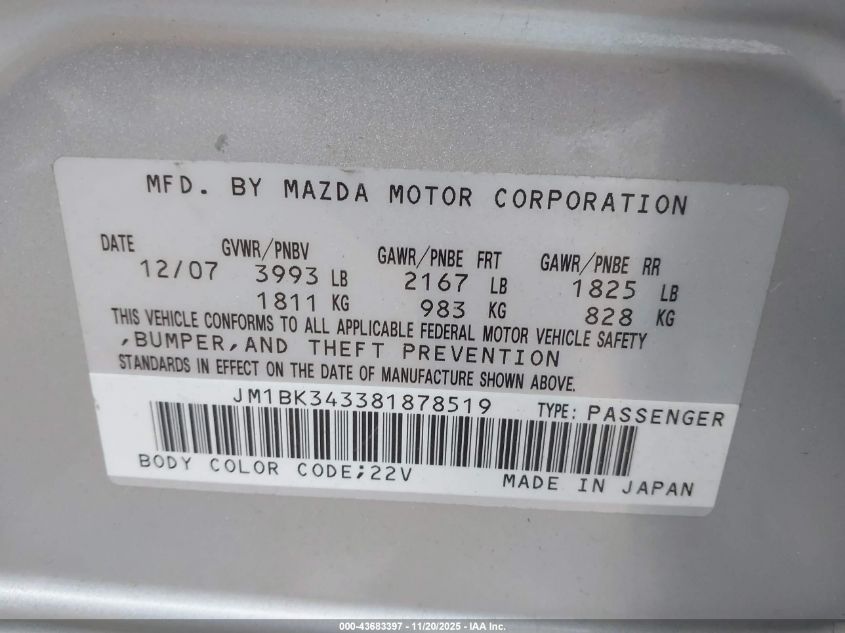 MFD. BY MAZDA MOTOR CORPORATION
DATE GVWR/PNBV GAWR/PNBE FRT GAWR/PNBE RR
12/07 3993 LB 2167 LB 1825 LB
1811 KG 983 KG 828 KG
THIS VEHICLE CONFORMS TO ALL APPLICABLE FEDERAL MOTOR VEHICLE SAFETY
,BUMPER,AND THEFT PREVENTION
STANDARDS IN EFFECT ON THE DATE OF MANUFACTURE SHOWN ABOVE.
JM1BK343381878519 TYPE: PASSENGER
BODY COLOR CODE;22V MADE IN JAPAN
000-43683397 - 11/20/2025 - IAA Inc.